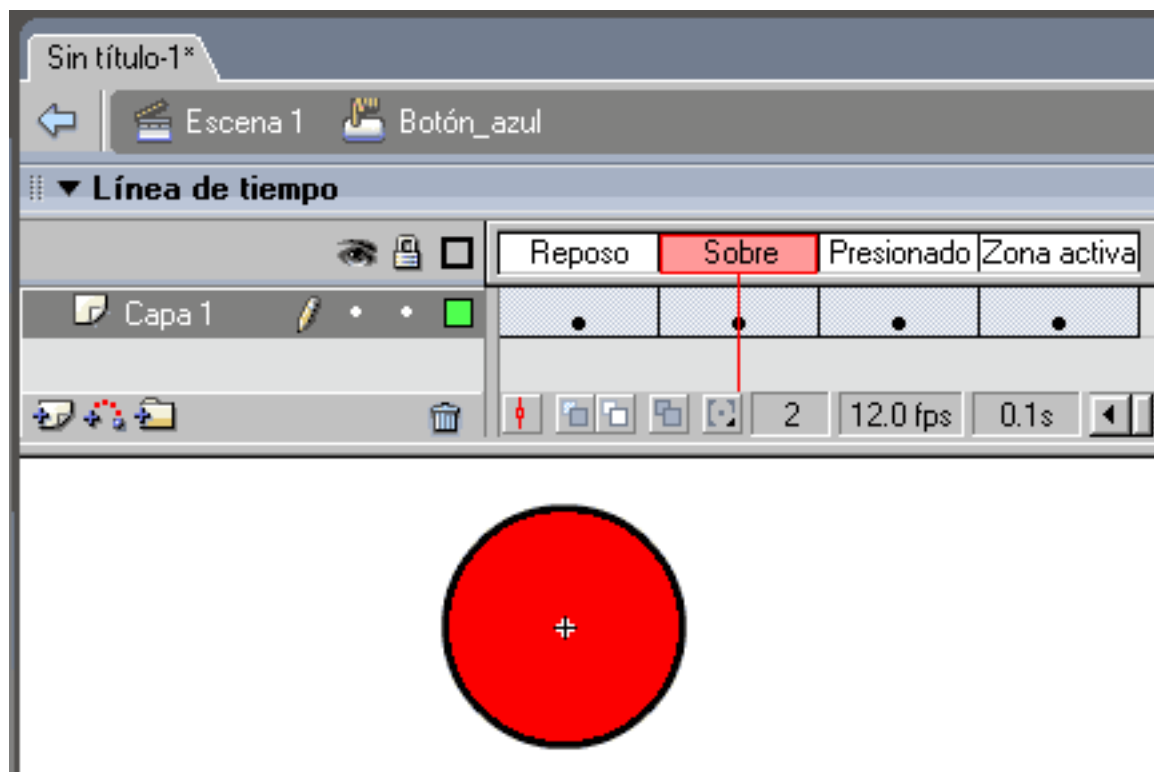 Sin título-1*
Escena 1 Botón_azul
Línea de tiempo
Reposo Sobre Presionado Zona activa
Capa 1
2 12.0 fps 0.1s